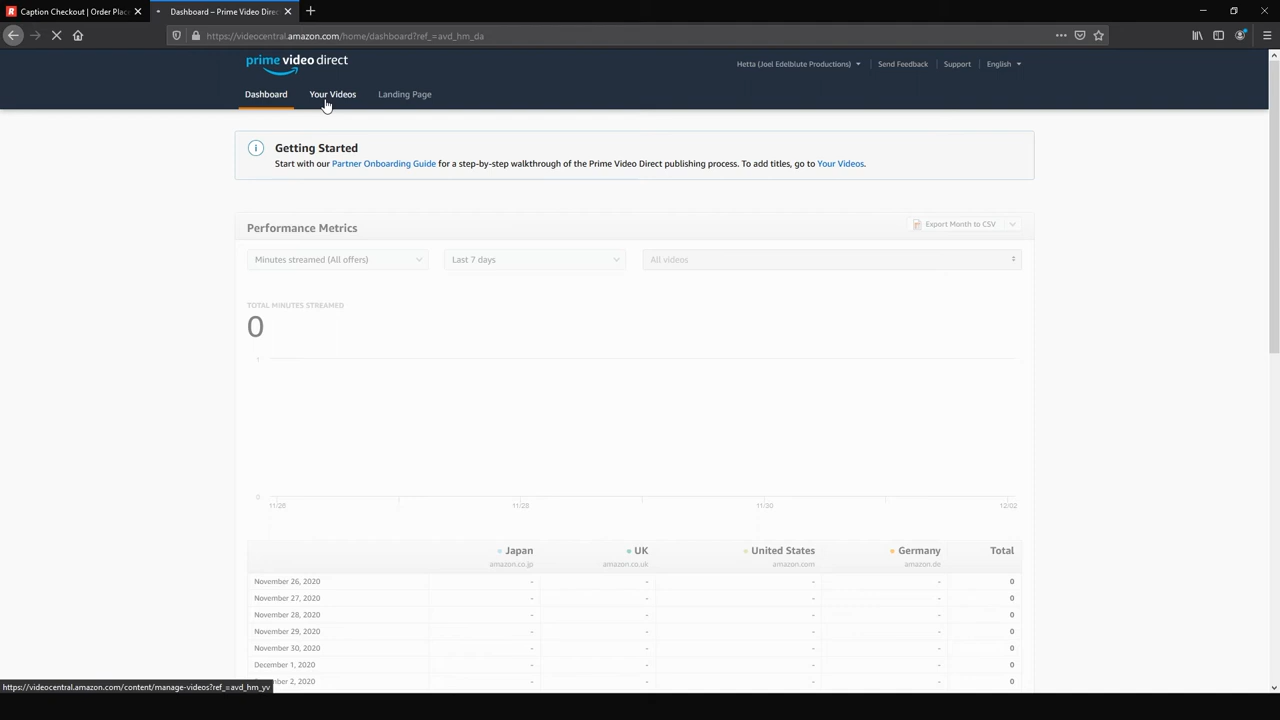 Caption Checkout | Order Plac
Dashboard – Prime Video Direc
https://videocentral.amazon.com/home/dashboard?ref_=avd_hm_da
prime video direct
Hetta (Joel Edelblute Productions)
Send Feedback
Support
English
Dashboard
Your Videos
Landing Page
Getting Started
Start with our Partner Onboarding Guide for a step-by-step walkthrough of the Prime Video Direct publishing process. To add titles, go to Your Videos.
Performance Metrics
Export Month to CSV
Minutes streamed (All offers)
Last 7 days
All videos
TOTAL MINUTES STREAMED
0
1
0
11/26 11/28 11/30 12/02
Japan UK United States Germany Total
amazon.co.jp amazon.co.uk amazon.com amazon.de
November 26, 2020 - - - - 0
November 27, 2020 - - - - 0
November 28, 2020 - - - - 0
November 29, 2020 - - - - 0
November 30, 2020 - - - - 0
December 1, 2020 - - - - 0
2, 2020 - - - - 0
https://videocentral.amazon.com/content/manage-videos?ref_=avd_hm_yv